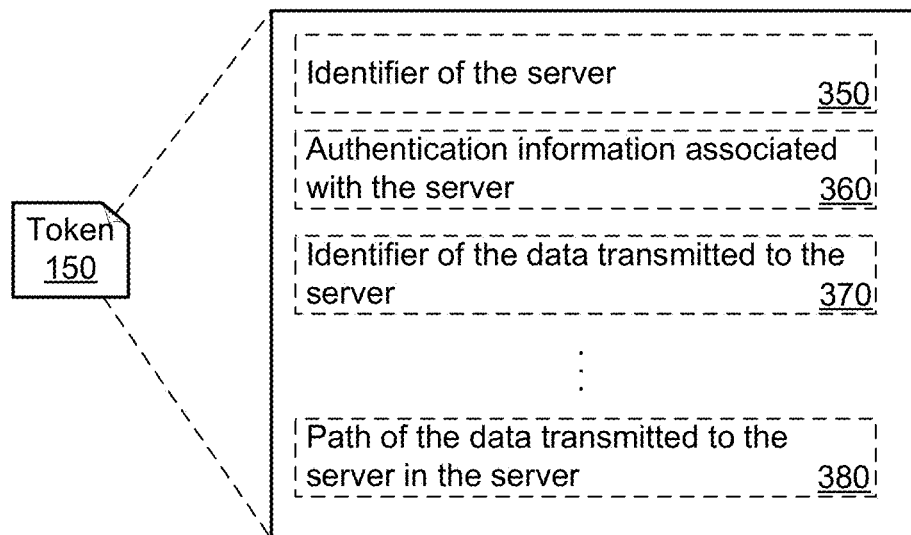 Identifier of the server
350
Authentication information associated
with the server
360
Token
150
Identifier of the data transmitted to the
server
370
Path of the data transmitted to the
server in the server
380